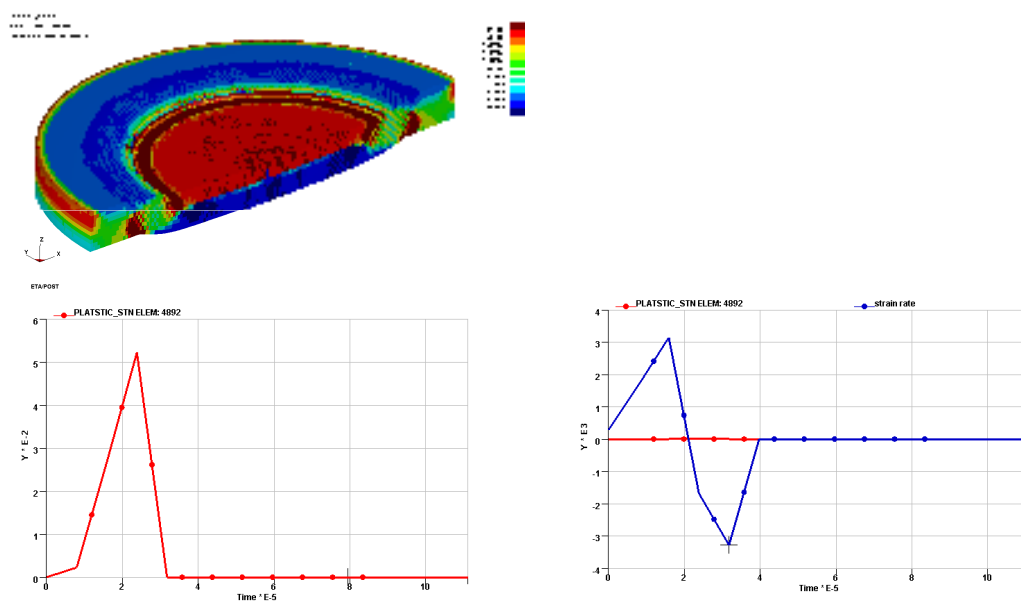 Z
Y
X
ETA/POST
PLATSTIC_STN ELEM: 4892
6
5
4
3
2
1
0
Y * E-2
0 2 4 6 8 10
Time * E-5
PLATSTIC_STN ELEM: 4892 strain rate
4
3
2
1
0
-1
-2
-3
-4
Y * E3
0 2 4 6 8 10
Time * E-5